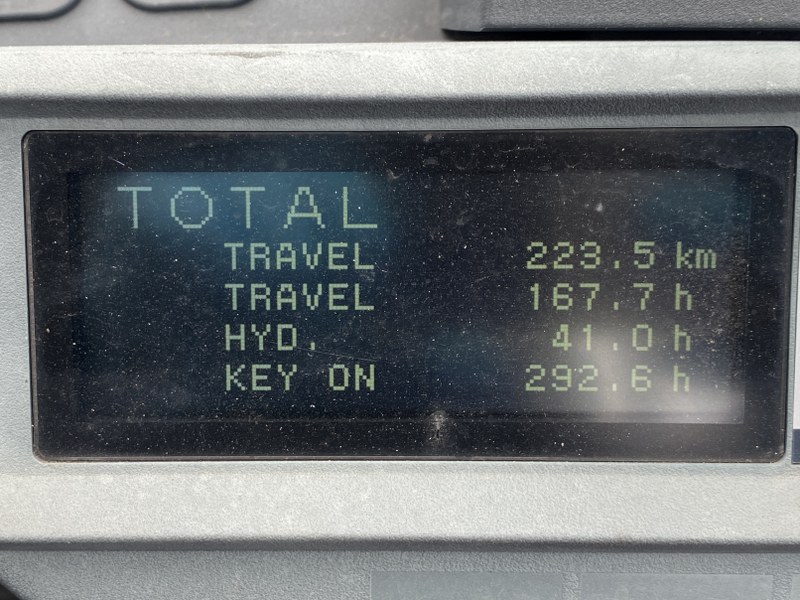 TOTAL
TRAVEL 223.5 km
TRAVEL 167.7 h
HYD. 41.0 h
KEY ON 292.6 h